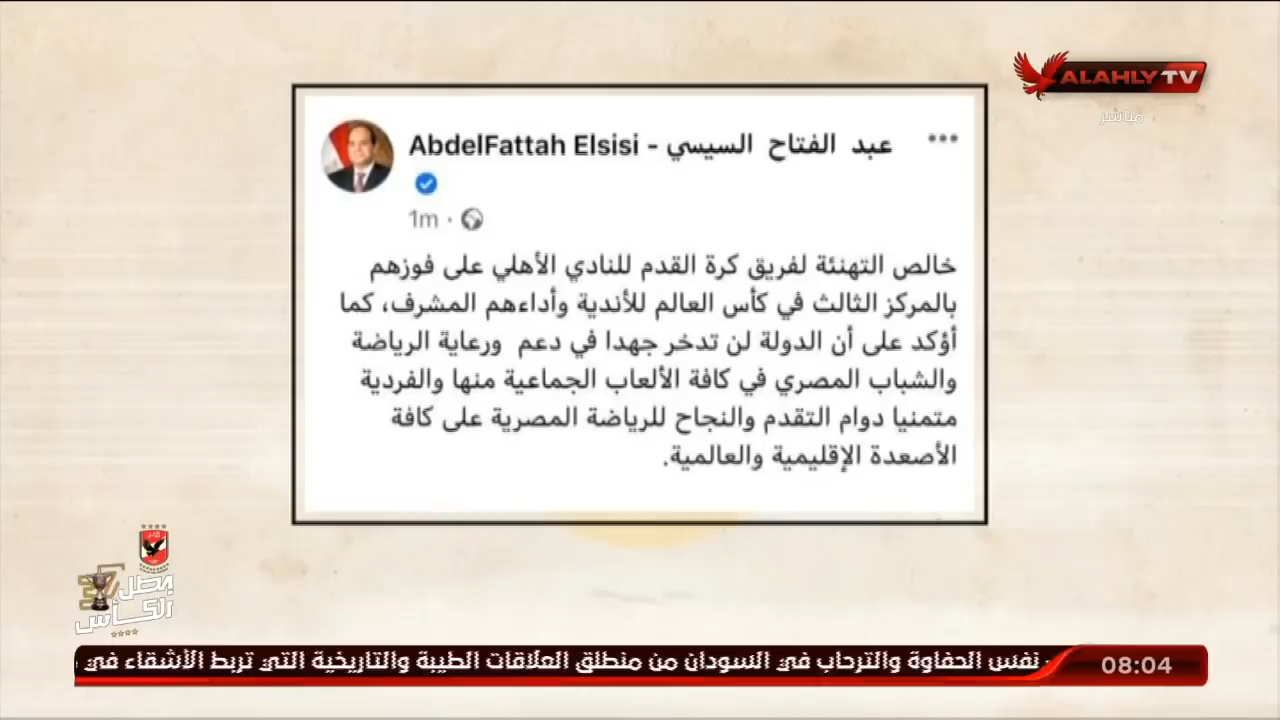 ALAHLY TV
مباشر
AbdelFattah Elsisi - عبد الفتاح السيسي
1m ·
خالص التهنئة لفريق كرة القدم للنادي الأهلي على فوزهم
بالمركز الثالث في كأس العالم للأندية وأداءهم المشرف، كما
أؤكد على أن الدولة لن تدخر جهدا في دعم ورعاية الرياضة
والشباب المصري في كافة الألعاب الجماعية منها والفردية
متمنيا دوام التقدم والنجاح للرياضة المصرية على كافة
الأصعدة الإقليمية والعالمية.
37
بطل
الكأس
- نفس الحفاوة والترحاب في السودان من منطلق العلاقات الطيبة والتاريخية التي تربط الأشقاء في
08:04